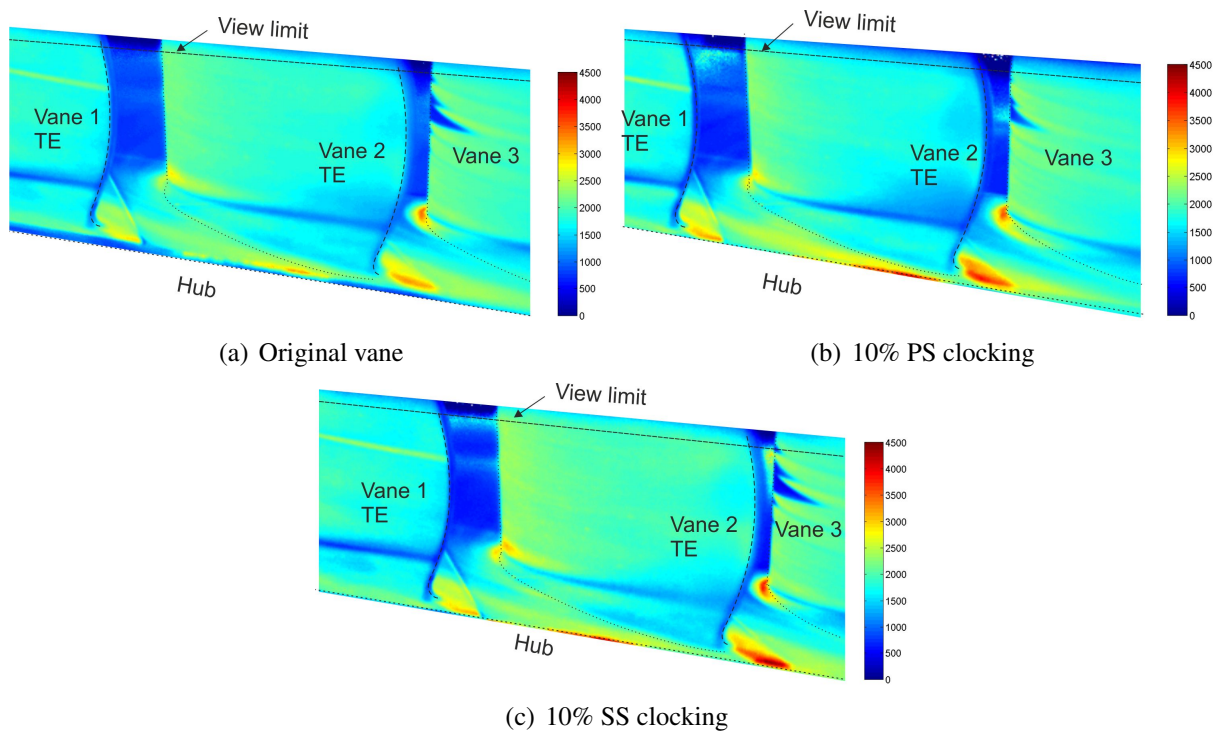 View limit
Vane 1
TE
Vane 2
TE
Vane 3
Hub
4500
4000
3500
3000
2500
2000
1500
1000
500
0
(a) Original vane
View limit
Vane 1
TE
Vane 2
TE
Vane 3
Hub
4500
4000
3500
3000
2500
2000
1500
1000
500
0
(b) 10% PS clocking
View limit
Vane 1
TE
Vane 2
TE
Vane 3
Hub
4500
4000
3500
3000
2500
2000
1500
1000
500
0
(c) 10% SS clocking